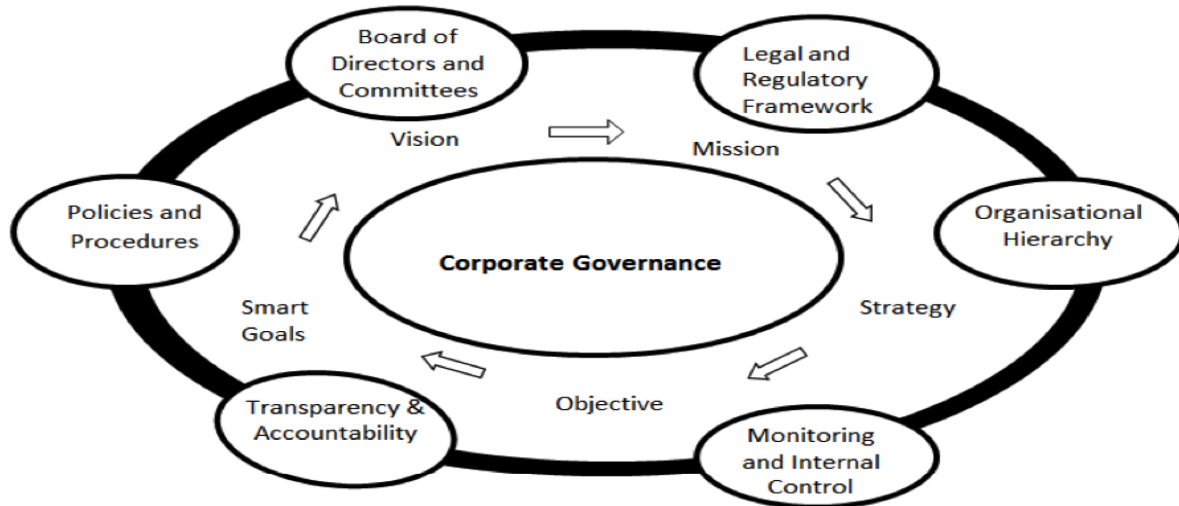 Board of
Directors and
Committees
Legal and
Regulatory
Framework
Vision
Mission
Policies and
Procedures
Organisational
Hierarchy
Corporate Governance
Smart
Goals
Strategy
Objective
Transparency &
Accountability
Monitoring
and Internal
Control